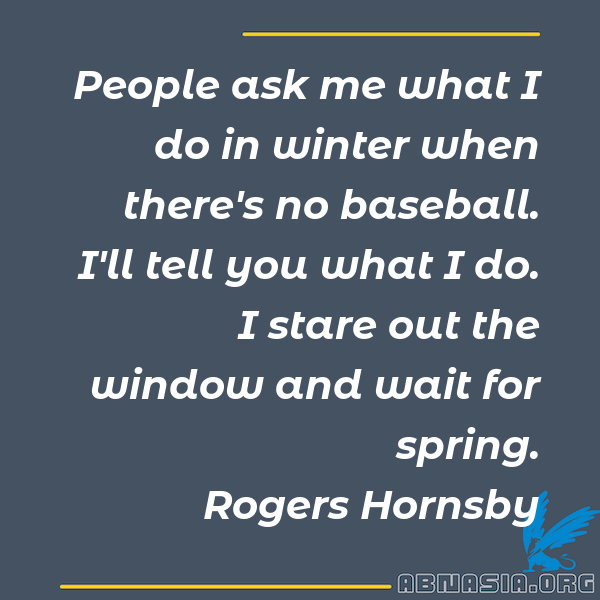 People ask me what I
do in winter when
there's no baseball.
I'll tell you what I do.
I stare out the
window and wait for
spring.
Rogers Hornsby
ABNASIA.ORG